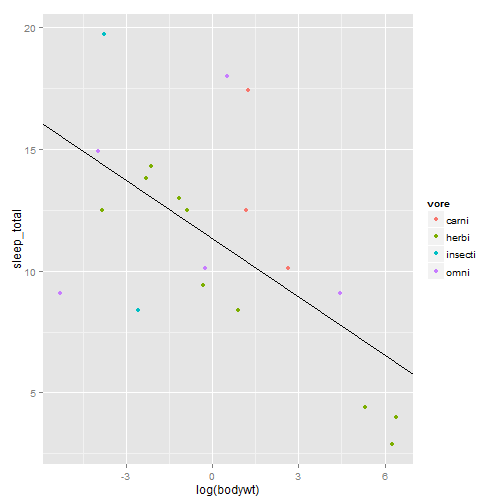 20
15
10
5
sleep_total
-3 0 3 6
log(bodywt)
vore
carni
herbi
insecti
omni